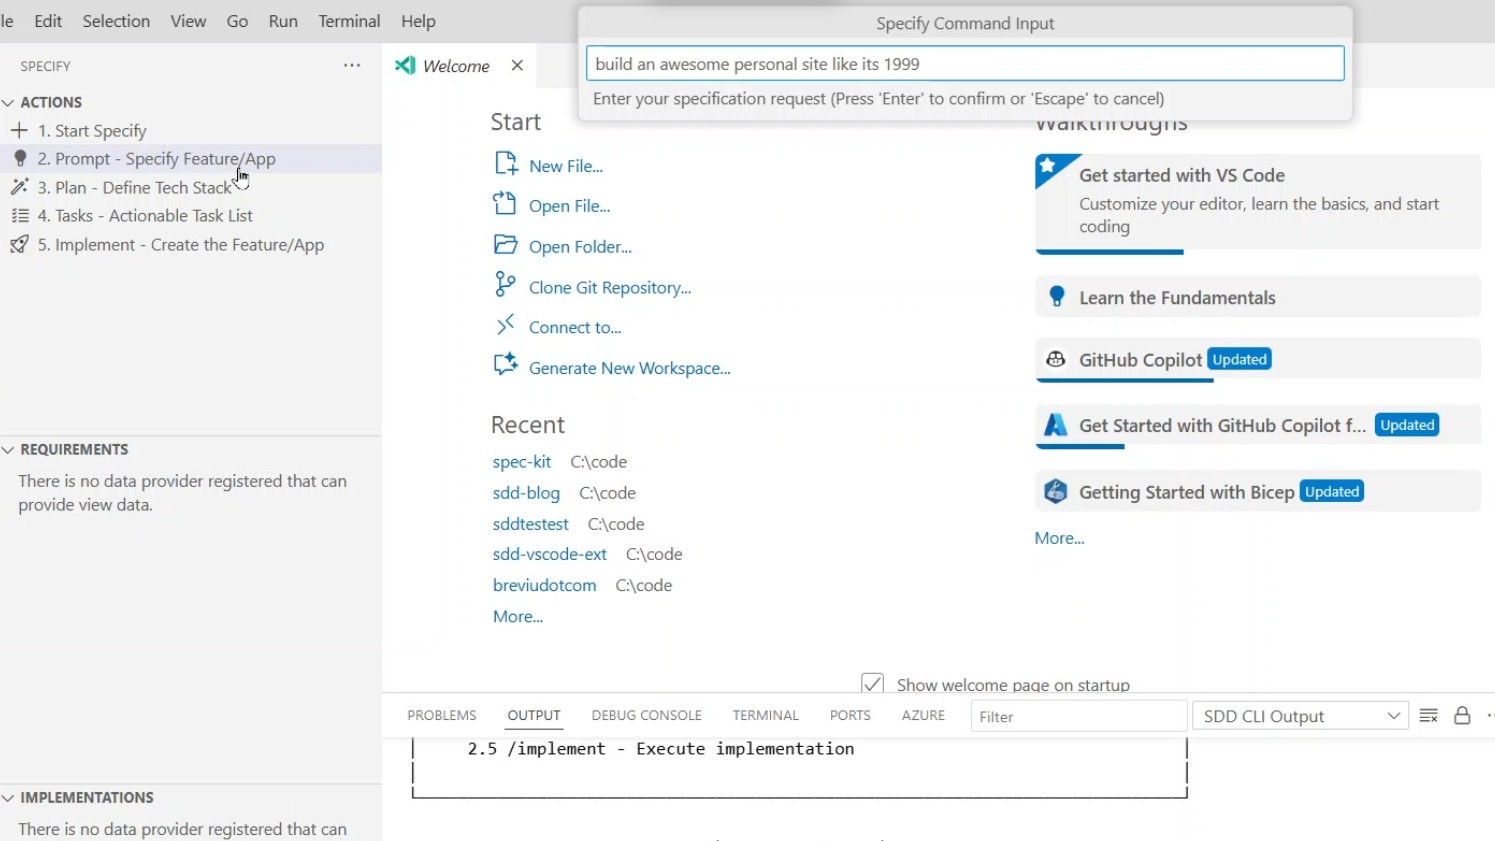 le Edit Selection View Go Run Terminal Help
Specify Command Input
build an awesome personal site like its 1999
Enter your specification request (Press 'Enter' to confirm or 'Escape' to cancel)
SPECIFY
ACTIONS
1. Start Specify
2. Prompt - Specify Feature/App
3. Plan - Define Tech Stack
4. Tasks - Actionable Task List
5. Implement - Create the Feature/App
REQUIREMENTS
There is no data provider registered that can
provide view data.
IMPLEMENTATIONS
There is no data provider registered that can
Welcome
Start
New File...
Open File...
Open Folder...
Clone Git Repository...
Connect to...
Generate New Workspace...
Recent
spec-kit C:\code
sdd-blog C:\code
sddtestest C:\code
sdd-vscode-ext C:\code
breviudotcom C:\code
More...
Walkthroughs
Get started with VS Code
Customize your editor, learn the basics, and start
coding
Learn the Fundamentals
GitHub Copilot Updated
Get Started with GitHub Copilot f... Updated
Getting Started with Bicep Updated
More...
Show welcome page on startup
PROBLEMS OUTPUT DEBUG CONSOLE TERMINAL PORTS AZURE Filter SDD CLI Output
2.5 /implement - Execute implementation